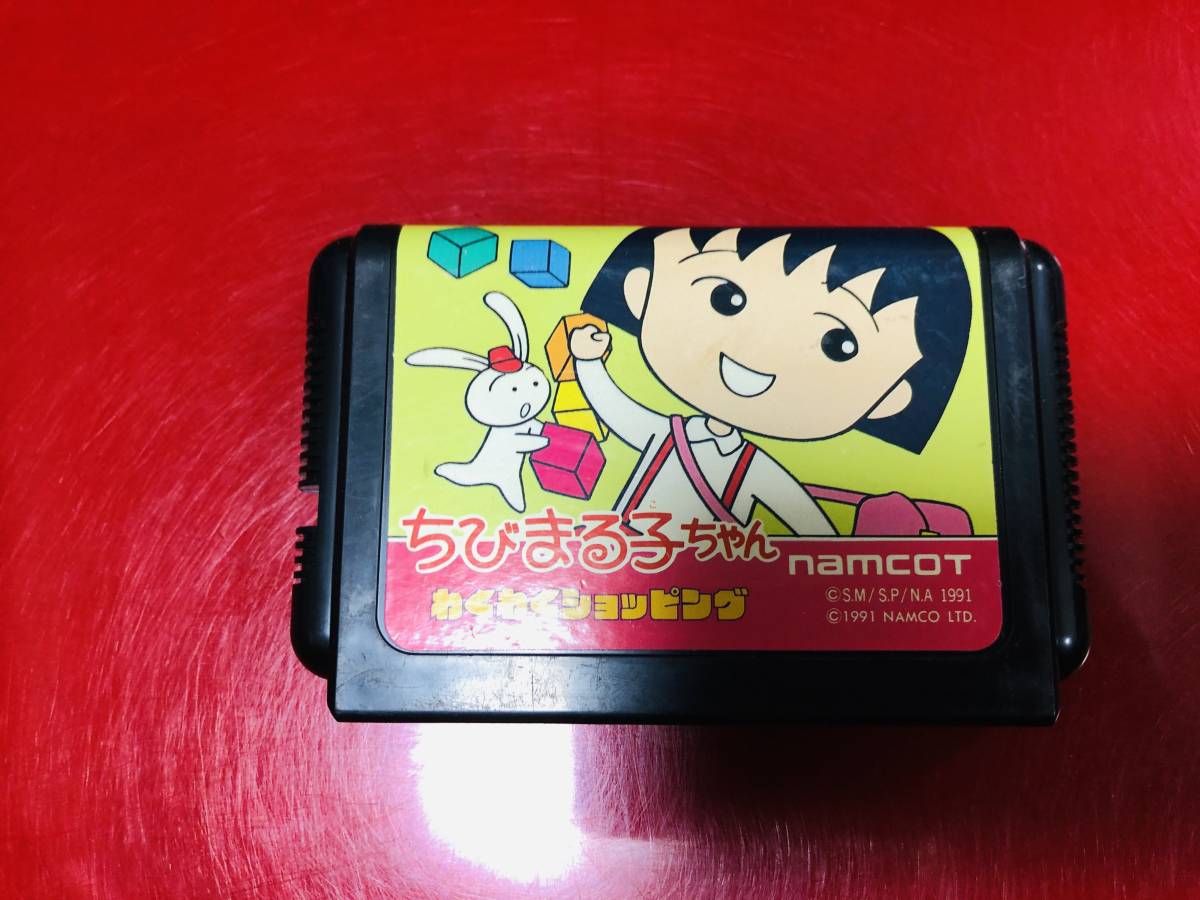 ちびまる子ちゃん
こ
わくわくショッピング
namcot
©S.M/S.P/N.A 1991
©1991 NAMCO LTD.